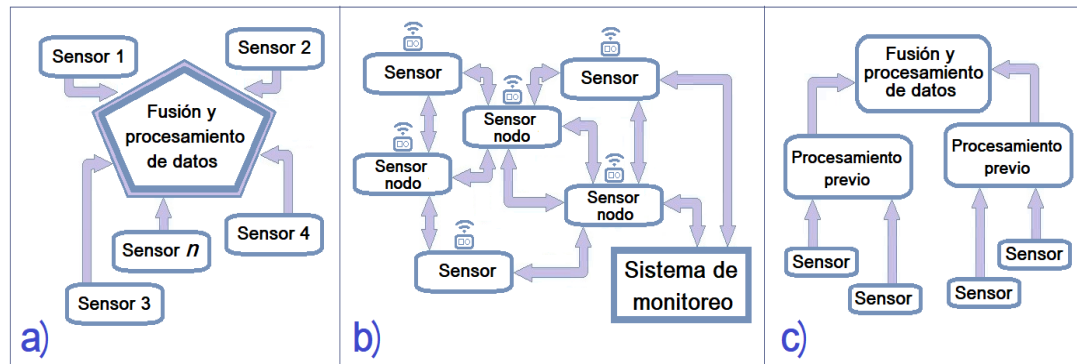 Sensor 1
Sensor 2
Fusión y
procesamiento
de datos
Sensor n
Sensor 4
Sensor 3
a)
Sensor
Sensor
Sensor
nodo
Sensor
nodo
Sensor
nodo
Sensor
Sistema de
monitoreo
b)
Fusión y
procesamiento
de datos
Procesamiento
previo
Procesamiento
previo
Sensor
Sensor
Sensor
Sensor
c)